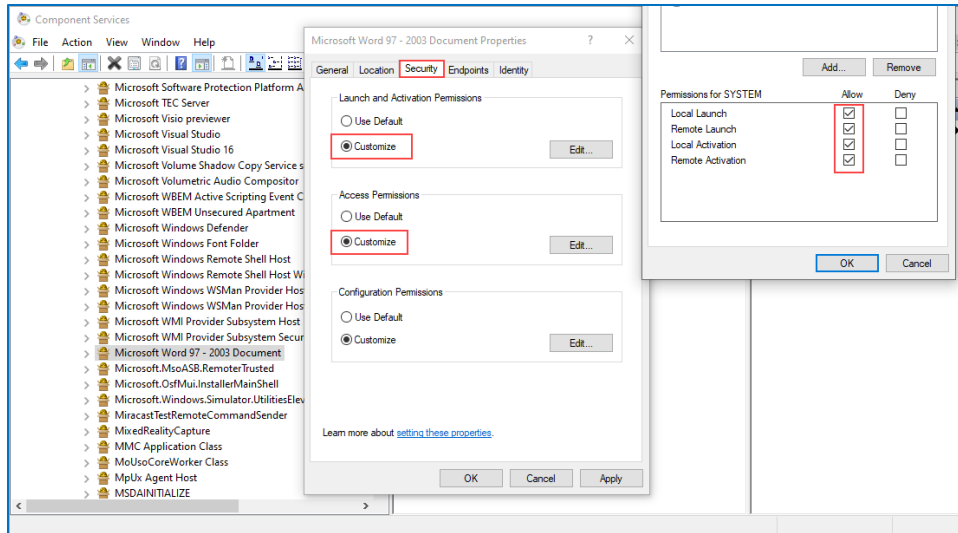 Component Services
File Action View Window Help
Microsoft Software Protection Platform A
Microsoft TEC Server
Microsoft Visio previewer
Microsoft Visual Studio
Microsoft Visual Studio 16
Microsoft Volume Shadow Copy Service s
Microsoft Volumetric Audio Compositor
Microsoft WBEM Active Scripting Event C
Microsoft WBEM Unsecured Apartment
Microsoft Windows Defender
Microsoft Windows Font Folder
Microsoft Windows Remote Shell Host
Microsoft Windows Remote Shell Host Wi
Microsoft Windows WSMan Provider Hos
Microsoft Windows WSMan Provider Hos
Microsoft WMI Provider Subsystem Host
Microsoft WMI Provider Subsystem Secur
Microsoft Word 97 - 2003 Document
Microsoft.MsoASB.RemoterTrusted
Microsoft.OsfMui.InstallerMainShell
Microsoft.Windows.Simulator.UtilitiesElev
MiracastTestRemoteCommandSender
MixedRealityCapture
MMC Application Class
MoUsoCoreWorker Class
MpUx Agent Host
MSDAINITIALIZE
Microsoft Word 97 - 2003 Document Properties
General Location Security Endpoints Identity
Launch and Activation Permissions
Use Default
Customize
Edit...
Access Permissions
Use Default
Customize
Edit...
Configuration Permissions
Use Default
Customize
Edit...
Learn more about setting these properties.
OK Cancel Apply
Add... Remove
Permissions for SYSTEM Allow Deny
Local Launch
Remote Launch
Local Activation
Remote Activation
OK Cancel